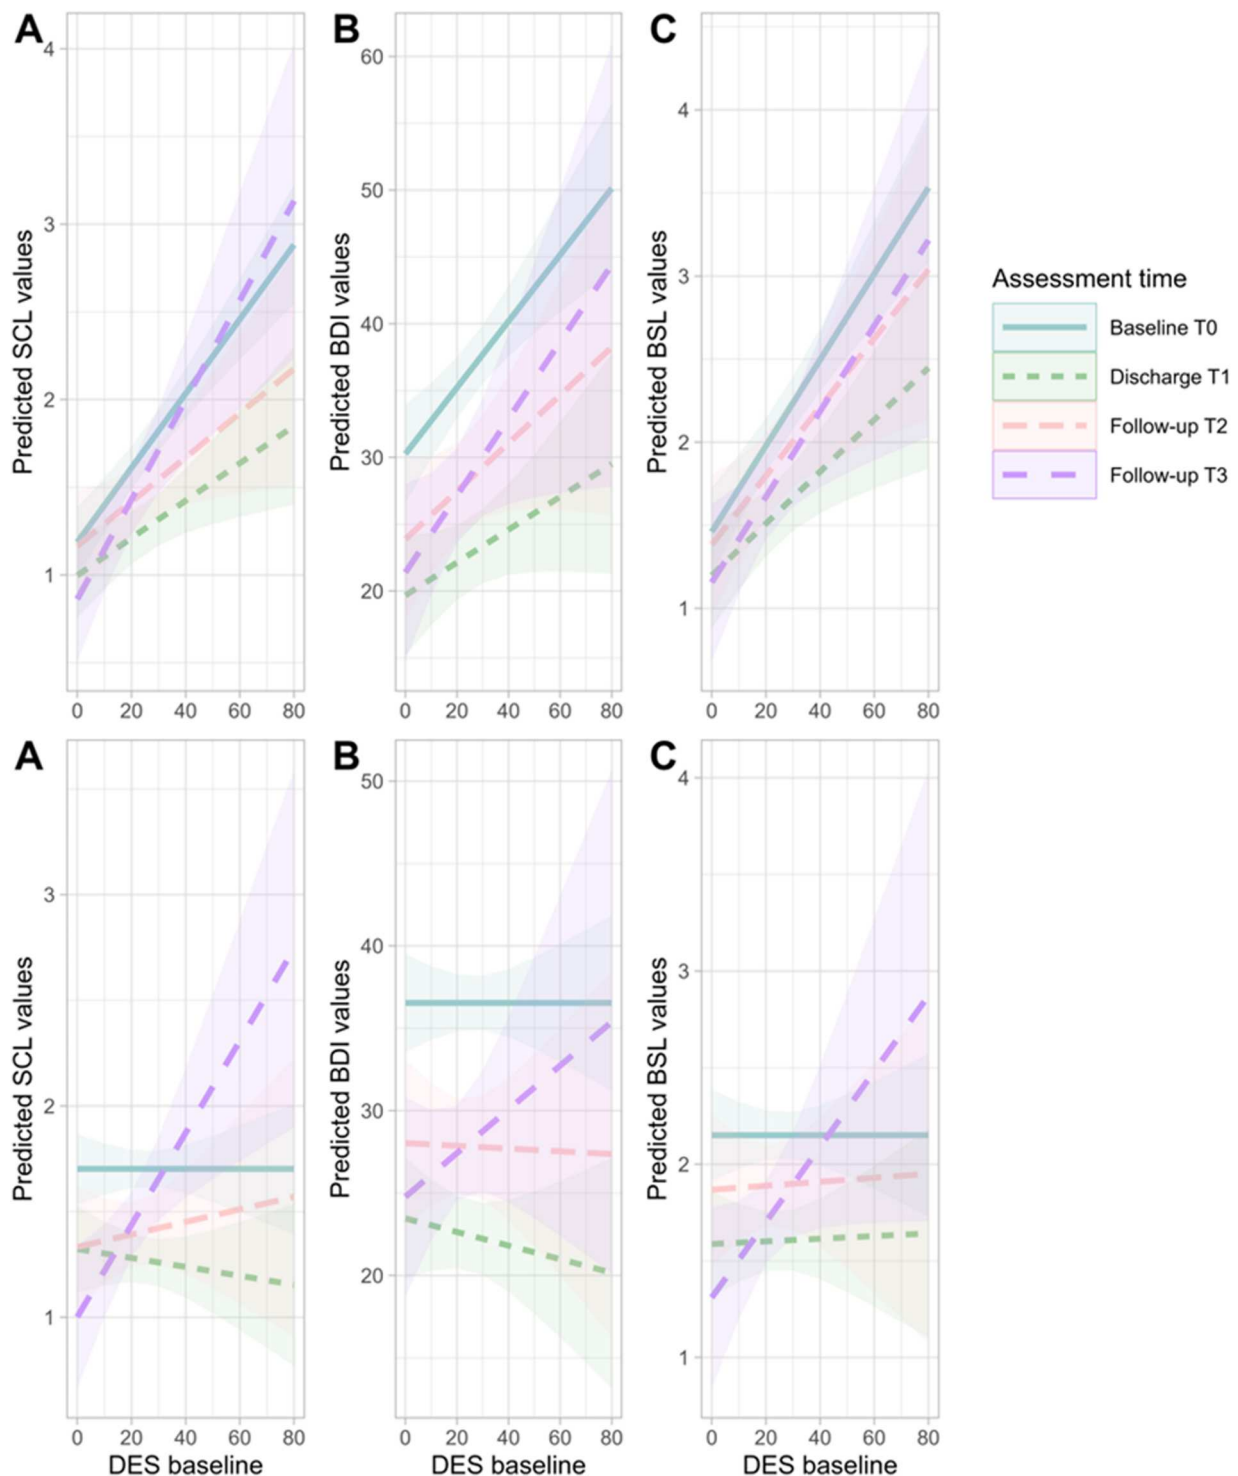 A B C
4
3
2
1
Predicted SCL values
0 20 40 60 80
60
50
40
30
20
Predicted BDI values
0 20 40 60 80
4
3
2
1
Predicted BSL values
0 20 40 60 80
Assessment time
Baseline T0
Discharge T1
Follow-up T2
Follow-up T3
A B C
3
2
1
Predicted SCL values
0 20 40 60 80
DES baseline
50
40
30
20
Predicted BDI values
0 20 40 60 80
DES baseline
4
3
2
1
Predicted BSL values
0 20 40 60 80
DES baseline